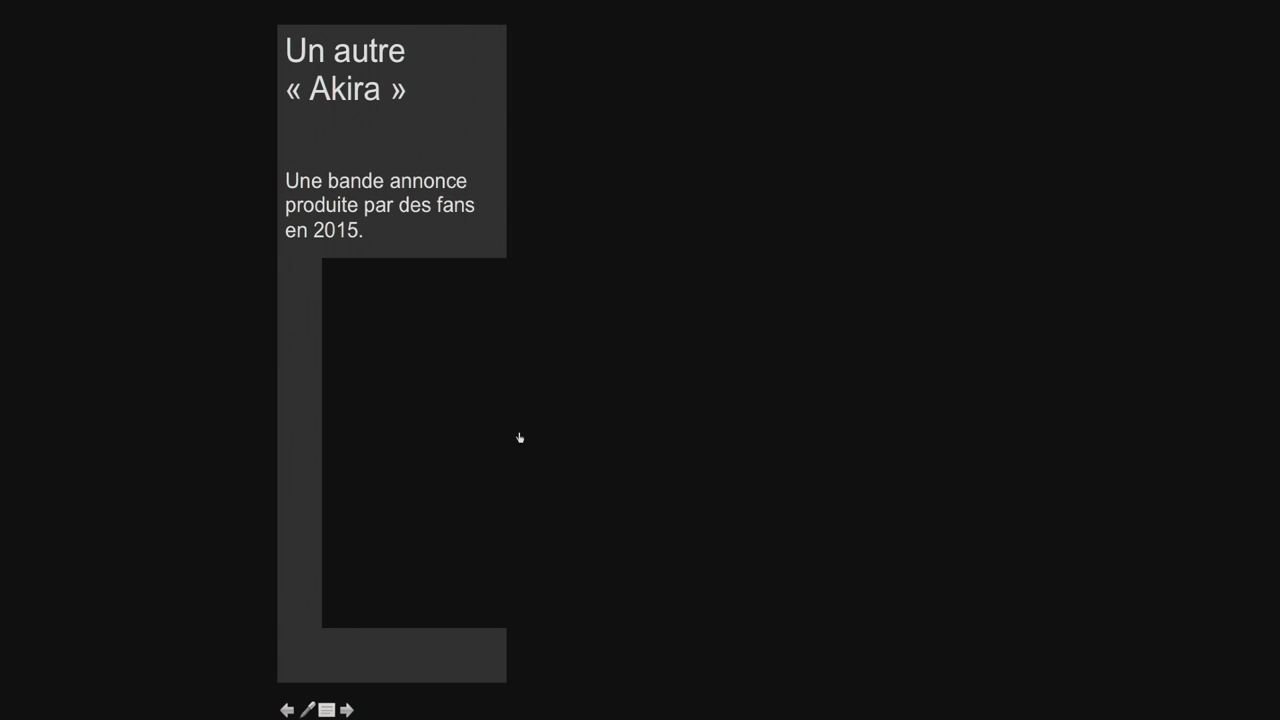 Un autre
« Akira »
Une bande annonce
produite par des fans
en 2015.